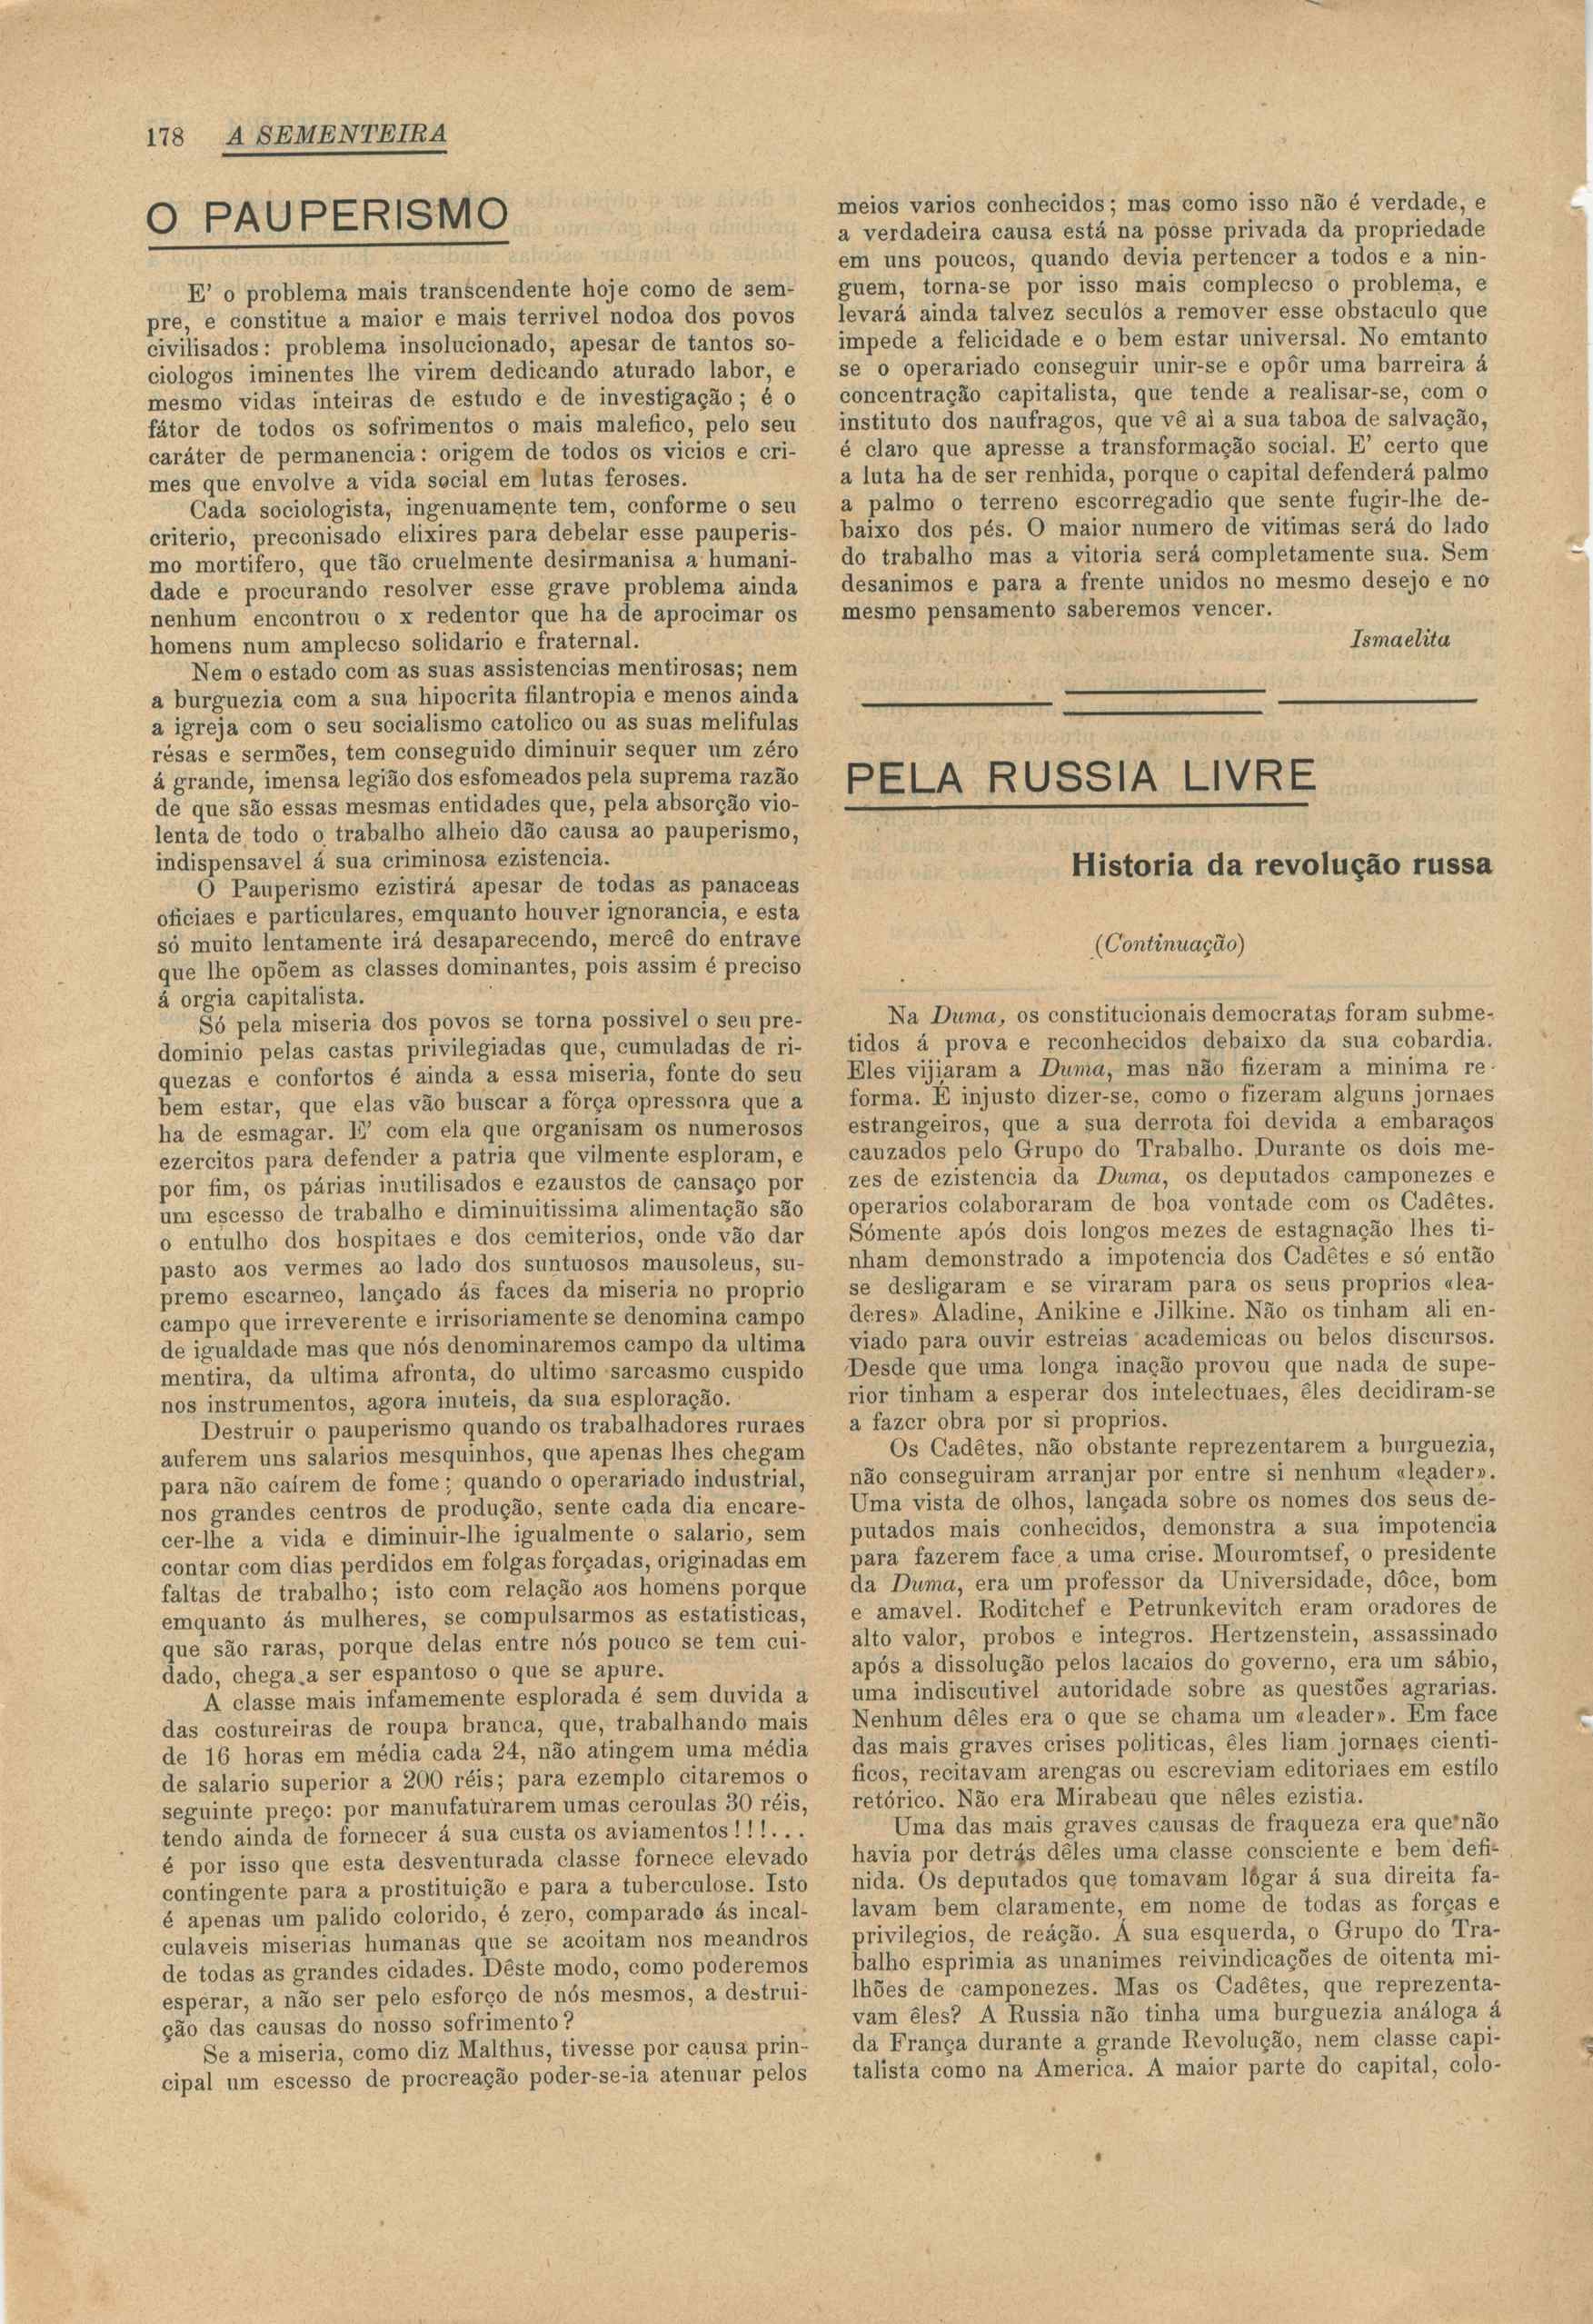 178 A SEMENTEIRA
O PAUPERISMO
E' o problema mais transcendente hoje como de sem-
pre, e constitue a maior e mais terrivel nodoa dos povos
civilisados: problema insolucionado, apesar de tantos so-
ciologos iminentes lhe virem dedicando aturado labor, e
mesmo vidas inteiras de estudo e de investigação; é o
fátor de todos os sofrimentos o mais malefico, pelo seu
caráter de permanencia: origem de todos os vicios e cri-
mes que envolve a vida social em lutas feroses.
Cada sociologista, ingenuamente tem, conforme o seu
criterio, preconisado elixires para debelar esse pauperis-
mo mortifero, que tão cruelmente desirmanisa a humani-
dade e procurando resolver esse grave problema ainda
nenhum encontrou o x redentor que ha de aprocimar os
homens num amplecso solidario e fraternal.
Nem o estado com as suas assistencias mentirosas; nem
a burguezia com a sua hipocrita filantropia e menos ainda
a igreja com o seu socialismo catolico ou as suas melifulas
résas e sermões, tem conseguido diminuir sequer um zéro
á grande, imensa legião dos esfomeados pela suprema razão
de que são essas mesmas entidades que, pela absorção vio-
lenta de todo o trabalho alheio dão causa ao pauperismo,
indispensavel á sua criminosa ezistencia.
O Pauperismo ezistirá apesar de todas as panaceas
oficiaes e particulares, emquanto houver ignorancia, e esta
só muito lentamente irá desaparecendo, mercê do entrave
que lhe opõem as classes dominantes, pois assim é preciso
á orgia capitalista.
Só pela miseria dos povos se torna possivel o seu pre-
dominio pelas castas privilegiadas que, cumuladas de ri-
quezas e confortos é ainda a essa miseria, fonte do seu
bem estar, que elas vão buscar a fórça opressora que a
ha de esmagar. E' com ela que organisam os numerosos
ezercitos para defender a patria que vilmente esploram, e
por fim, os párias inutilisados e ezaustos de cansaço por
um escesso de trabalho e diminuitissima alimentação são
o entulho dos hospitaes e dos cemiterios, onde vão dar
pasto aos vermes ao lado dos suntuosos mausoleus, su-
premo escarneo, lançado ás faces da miseria no proprio
campo que irreverente e irrisoriamente se denomina campo
de igualdade mas que nós denominaremos campo da ultima
mentira, da ultima afronta, do ultimo sarcasmo cuspido
nos instrumentos, agora inuteis, da sua esploração.
Destruir o pauperismo quando os trabalhadores ruraes
auferem uns salarios mesquinhos, que apenas lhes chegam
para não caírem de fome; quando o operariado industrial,
nos grandes centros de produção, sente cada dia encare-
cer-lhe a vida e diminuir-lhe igualmente o salario, sem
contar com dias perdidos em folgas forçadas, originadas em
faltas de trabalho; isto com relação aos homens porque
emquanto ás mulheres, se compulsarmos as estatisticas,
que são raras, porque delas entre nós pouco se tem cui-
dado, chega a ser espantoso o que se apure.
A classe mais infamemente esplorada é sem duvida a
das costureiras de roupa branca, que, trabalhando mais
de 16 horas em média cada 24, não atingem uma média
de salario superior a 200 réis; para ezemplo citaremos o
seguinte preço: por manufaturarem umas ceroulas 30 réis,
tendo ainda de fornecer á sua custa os aviamentos!!!...
é por isso que esta desventurada classe fornece elevado
contingente para a prostituição e para a tuberculose. Isto
é apenas um palido colorido, é zero, comparado ás incal-
culaveis miserias humanas que se acoitam nos meandros
de todas as grandes cidades. Dêste modo, como poderemos
esperar, a não ser pelo esforço de nós mesmos, a destrui-
ção das causas do nosso sofrimento?
Se a miseria, como diz Malthus, tivesse por causa prin-
cipal um escesso de procreação poder-se-ia atenuar pelos
meios varios conhecidos; mas como isso não é verdade, e
a verdadeira causa está na posse privada da propriedade
em uns poucos, quando devia pertencer a todos e a nin-
guem, torna-se por isso mais complecso o problema, e
levará ainda talvez seculos a remover esse obstaculo que
impede a felicidade e o bem estar universal. No emtanto
se o operariado conseguir unir-se e opôr uma barreira á
concentração capitalista, que tende a realisar-se, com o
instituto dos naufragos, que vê ai a sua taboa de salvação,
é claro que apresse a transformação social. E' certo que
a luta ha de ser renhida, porque o capital defenderá palmo
a palmo o terreno escorregadio que sente fugir-lhe de-
baixo dos pés. O maior numero de vitimas será do lado
do trabalho mas a vitoria será completamente sua. Sem
desanimos e para a frente unidos no mesmo desejo e no
mesmo pensamento saberemos vencer.
Ismaelita
PELA RUSSIA LIVRE
Historia da revolução russa
(Continuação)
Na Duma, os constitucionais democratas foram subme-
tidos á prova e reconhecidos debaixo da sua cobardia.
Eles vijiaram a Duma, mas não fizeram a minima re-
forma. É injusto dizer-se, como o fizeram alguns jornaes
estrangeiros, que a sua derrota foi devida a embaraços
cauzados pelo Grupo do Trabalho. Durante os dois me-
zes de ezistencia da Duma, os deputados camponezes e
operarios colaboraram de boa vontade com os Cadêtes.
Sómente após dois longos mezes de estagnação lhes ti-
nham demonstrado a impotencia dos Cadêtes e só então
se desligaram e se viraram para os seus proprios «lea-
deres» Aladine, Anikine e Jilkine. Não os tinham ali en-
viado para ouvir estreias academicas ou belos discursos.
Desde que uma longa inação provou que nada de supe-
rior tinham a esperar dos intelectuaes, êles decidiram-se
a fazer obra por si proprios.
Os Cadêtes, não obstante reprezentarem a burguezia,
não conseguiram arranjar por entre si nenhum «leader».
Uma vista de olhos, lançada sobre os nomes dos seus de-
putados mais conhecidos, demonstra a sua impotencia
para fazerem face a uma crise. Mouromtsef, o presidente
da Duma, era um professor da Universidade, dôce, bom
e amavel. Roditchef e Petrunkevitch eram oradores de
alto valor, probos e integros. Hertzenstein, assassinado
após a dissolução pelos lacaios do governo, era um sábio,
uma indiscutivel autoridade sobre as questões agrarias.
Nenhum dêles era o que se chama um «leader». Em face
das mais graves crises politicas, êles liam jornaes cienti-
ficos, recitavam arengas ou escreviam editoriaes em estilo
retórico. Não era Mirabeau que nêles ezistia.
Uma das mais graves causas de fraqueza era que não
havia por detrás dêles uma classe consciente e bem defi-
nida. Os deputados que tomavam lôgar á sua direita fa-
lavam bem claramente, em nome de todas as forças e
privilegios, de reáção. Á sua esquerda, o Grupo do Tra-
balho esprimia as unanimes reivindicações de oitenta mi-
lhões de camponezes. Mas os Cadêtes, que reprezenta-
vam êles? A Russia não tinha uma burguezia análoga á
da França durante a grande Revolução, nem classe capi-
talista como na America. A maior parte do capital, colo-